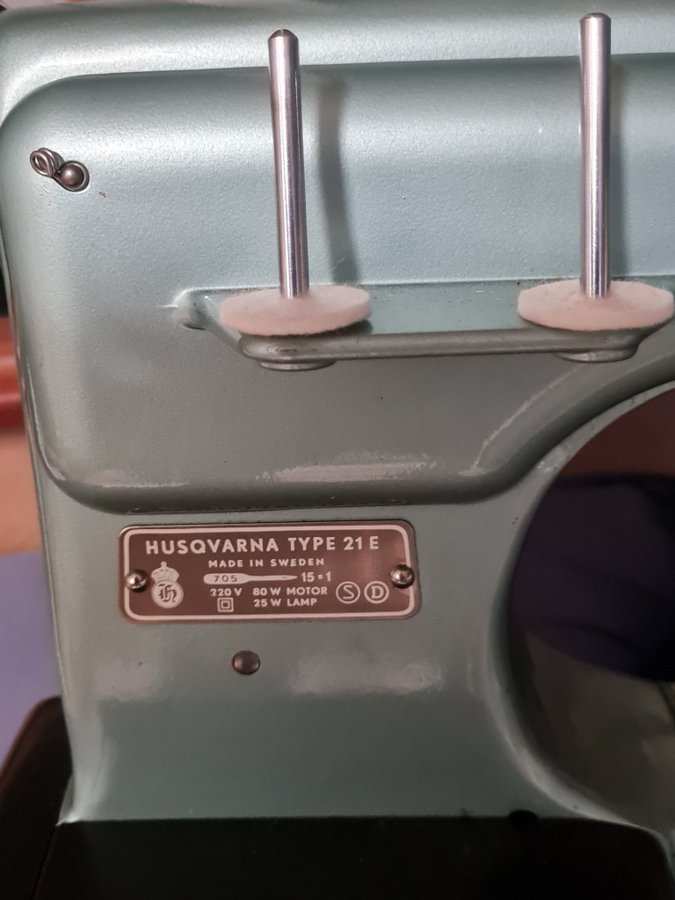 HUSQVARNA TYPE 21 E
MADE IN SWEDEN
705 15×1
220 V 80 W MOTOR S D
25 W LAMP
H